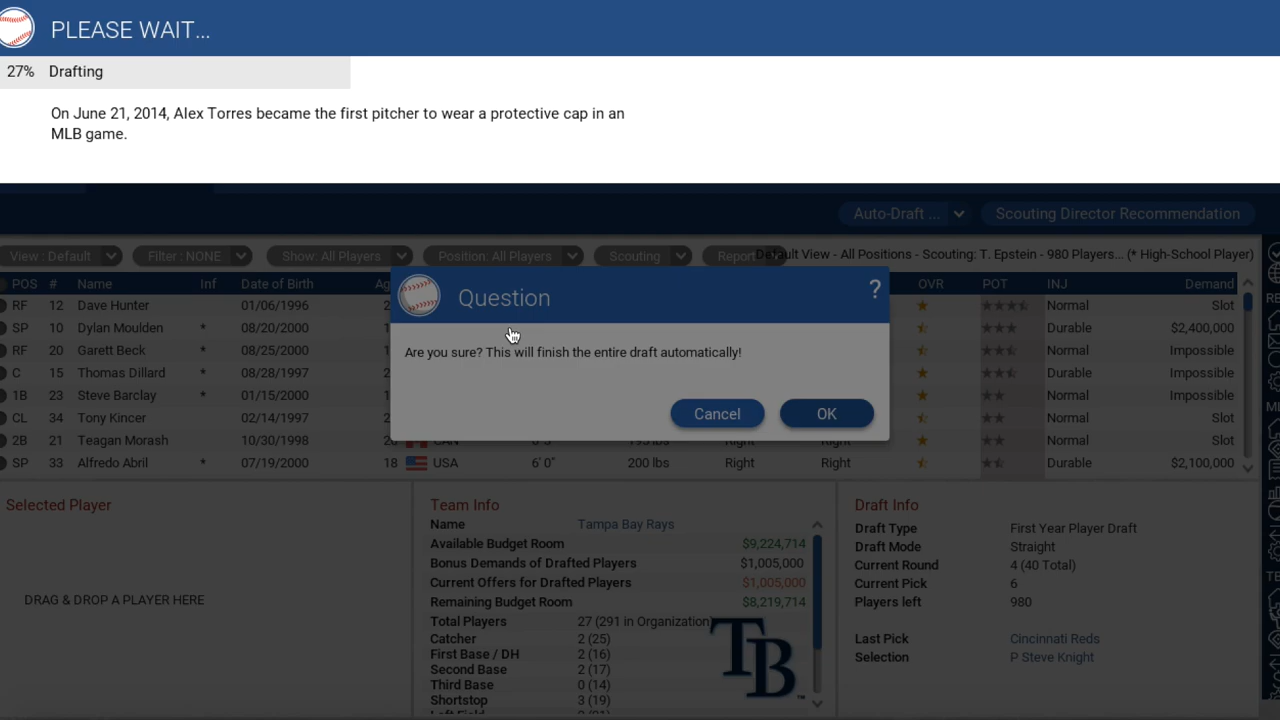 PLEASE WAIT...
27% Drafting
On June 21, 2014, Alex Torres became the first pitcher to wear a protective cap in an
MLB game.
Auto-Draft ... Scouting Director Recommendation
View : Default Filter : NONE Show: All Players Position: All Players Scouting Report Default View - All Positions - Scouting: T. Epstein - 980 Players... (* High-School Player)
POS # Name Inf Date of Birth OVR POT INJ Demand
RF 12 Dave Hunter 01/06/1996 Normal Slot
SP 10 Dylan Moulden * 08/20/2000 Durable $2,400,000
RF 20 Garett Beck * 08/25/2000 Normal Impossible
C 15 Thomas Dillard * 08/28/1997 Durable Impossible
1B 23 Steve Barclay * 01/15/2000 Normal Impossible
CL 34 Tony Kincer 02/14/1997 Normal Slot
2B 21 Teagan Morash 10/30/1998 Normal Slot
SP 33 Alfredo Abril * 07/19/2000 18 USA 6' 0" 200 lbs Right Right Durable $2,100,000
Question ?
Are you sure? This will finish the entire draft automatically!
Cancel OK
Selected Player
DRAG & DROP A PLAYER HERE
Team Info
Name Tampa Bay Rays
Available Budget Room $9,224,714
Bonus Demands of Drafted Players $1,005,000
Current Offers for Drafted Players $1,005,000
Remaining Budget Room $8,219,714
Total Players 27 (291 in Organization)
Catcher 2 (25)
First Base / DH 2 (16)
Second Base 2 (17)
Third Base 0 (14)
Shortstop 3 (19)
TB
Draft Info
Draft Type First Year Player Draft
Draft Mode Straight
Current Round 4 (40 Total)
Current Pick 6
Players left 980
Last Pick Cincinnati Reds
Selection P Steve Knight